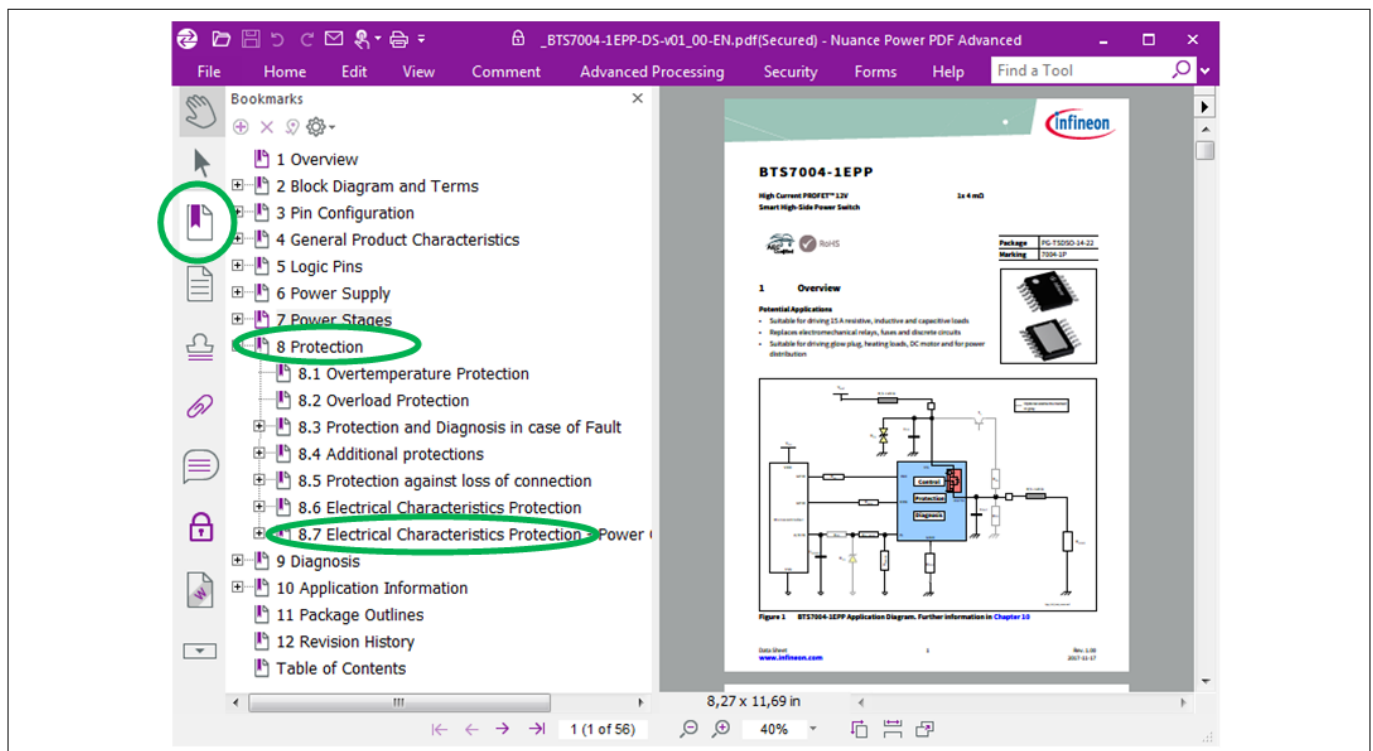 _BTS7004-1EPP-DS-v01_00-EN.pdf(Secured) - Nuance Power PDF Advanced
File Home Edit View Comment Advanced Processing Security Forms Help Find a Tool
Bookmarks
1 Overview
2 Block Diagram and Terms
3 Pin Configuration
4 General Product Characteristics
5 Logic Pins
6 Power Supply
7 Power Stages
8 Protection
8.1 Overtemperature Protection
8.2 Overload Protection
8.3 Protection and Diagnosis in case of Fault
8.4 Additional protections
8.5 Protection against loss of connection
8.6 Electrical Characteristics Protection
8.7 Electrical Characteristics Protection - Power
9 Diagnosis
10 Application Information
11 Package Outlines
12 Revision History
Table of Contents
infineon
BTS7004-1EPP
High Current PROFET™ 12V 1x 4 mΩ
Smart High-Side Power Switch
RoHS
Package PG-TSDSO-14-22
Marking 7004-1P
1 Overview
Potential Applications
• Suitable for driving 15 A resistive, inductive and capacitive loads
• Replaces electromechanical relays, fuses and discrete circuits
• Suitable for driving glow plug, heating loads, DC motor and for power
distribution
Control
Protection
Diagnosis
Figure 1 BTS7004-1EPP Application Diagram. Further information in Chapter 10
Data Sheet 1 Rev. 1.00
www.infineon.com 2017-11-17
8,27 x 11,69 in
1 (1 of 56) 40%